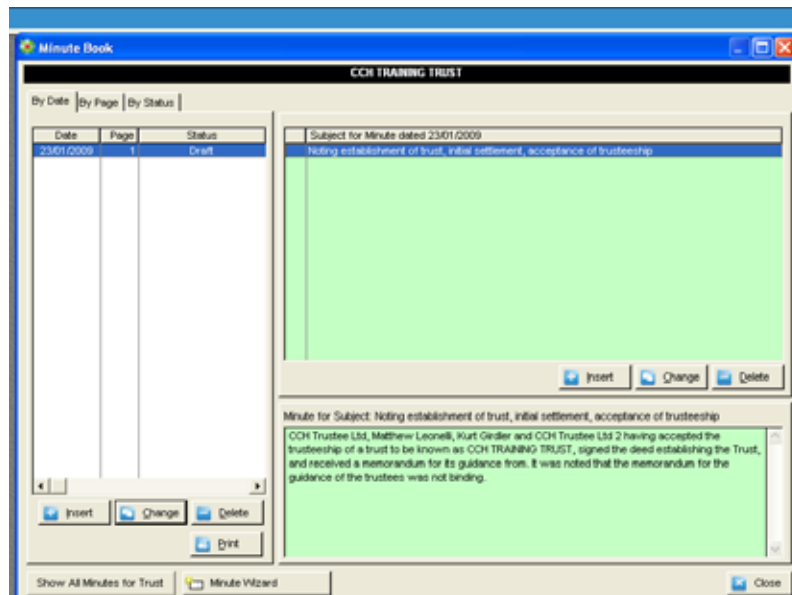 Minute Book
CCH TRAINING TRUST
By Date By Page By Status
Date Page Status
23/01/2009 1 Draft
Subject for Minute dated 23/01/2009
Noting establishment of trust, initial settlement, acceptance of trusteeship
Insert Change Delete
Minute for Subject: Noting establishment of trust, initial settlement, acceptance of trusteeship
CCH Trustee Ltd, Matthew Leonelli, Kurt Girdler and CCH Trustee Ltd 2 having accepted the
trusteeship of a trust to be known as CCH TRAINING TRUST, signed the deed establishing the Trust,
and received a memorandum for its guidance from. It was noted that the memorandum for the
guidance of the trustees was not binding.
Insert Change Delete
Print
Show All Minutes for Trust Minute Wizard Close